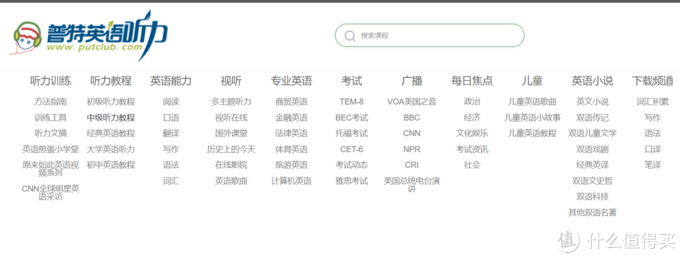 普特英语听力
www.putclub.com
搜索课程
听力训练 听力教程 英语能力 视听 专业英语 考试 广播 每日焦点 儿童 英语小说 下载频道
方法指南 初级听力教程 阅读 多主题听力 商贸英语 TEM-8 VOA美国之音 政治 儿童英语歌曲 英文小说 词汇积累
训练工具 中级听力教程 口语 视听在线 金融英语 BEC考试 BBC 经济 儿童英语小故事 双语传记 写作
听力文摘 经典英语教程 翻译 国外课堂 法律英语 托福考试 CNN 文化娱乐 儿童英语教程 双语儿童文学 语法
英语煎蛋小学堂 大学英语听力 写作 历史上的今天 体育英语 CET-6 NPR 考试资讯 双语戏剧 口译
原来如此英语视频系列 初中英语教程 语法 在线影院 旅游英语 考试动态 CRI 社会 经典英译 笔译
CNN全球明星英语采访 词汇 英语歌曲 计算机英语 雅思考试 美国总统电台演讲 双语文史哲
双语科技
其他双语名著
值 什么值得买